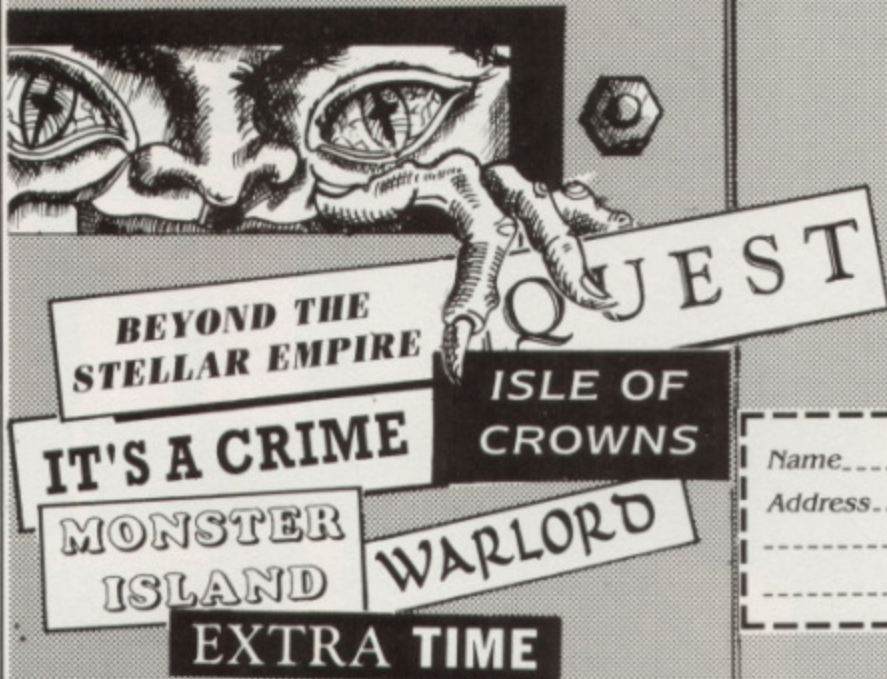 QUEST
BEYOND THE
STELLAR EMPIRE
ISLE OF
CROWNS
IT'S A CRIME
MONSTER
ISLAND
WARLORD
EXTRA TIME
Name
Address